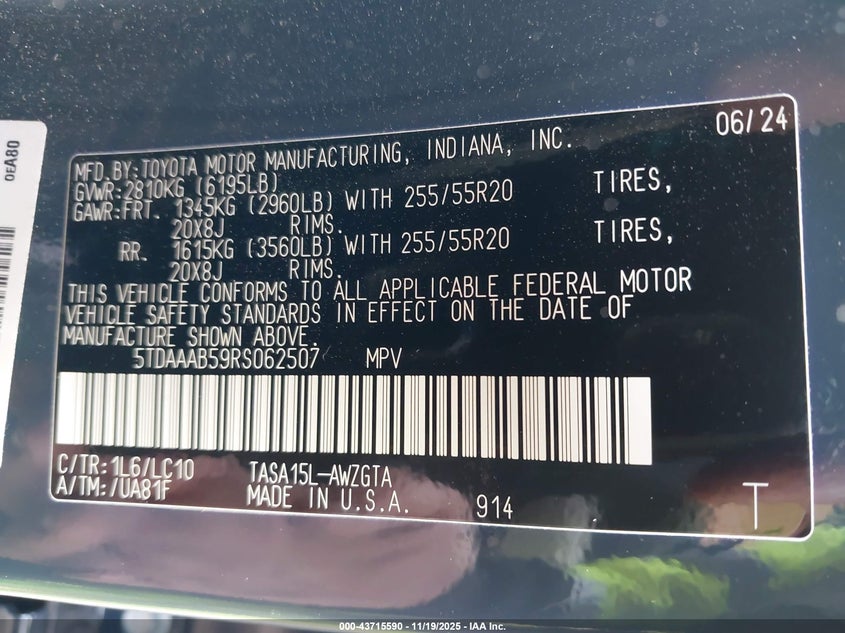 0EA80
06/24
MFD.BY:TOYOTA MOTOR MANUFACTURING, INDIANA, INC.
GVWR:2810KG (6195LB)
GAWR:FRT. 1345KG (2960LB) WITH 255/55R20 TIRES,
20X8J RIMS.
RR. 1615KG (3560LB) WITH 255/55R20 TIRES,
20X8J RIMS.
THIS VEHICLE CONFORMS TO ALL APPLICABLE FEDERAL MOTOR
VEHICLE SAFETY STANDARDS IN EFFECT ON THE DATE OF
MANUFACTURE SHOWN ABOVE.
5TDAAAB59RS062507 MPV
C/TR:1L6/LC10 TASA15L-AWZGTA
A/TM:/UA81F MADE IN U.S.A. 914 T
000-43715590 - 11/19/2025 - IAA Inc.